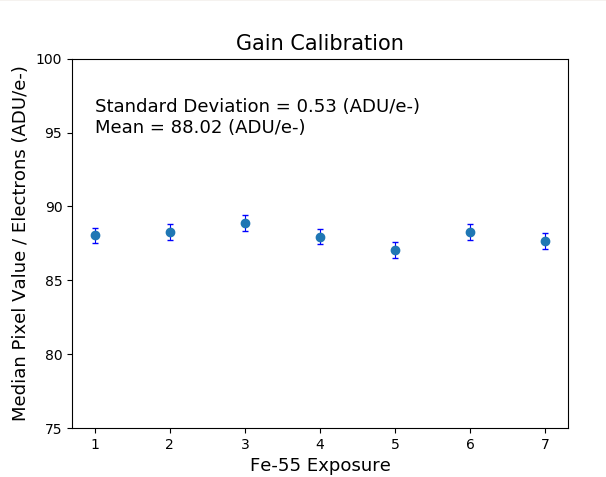 Gain Calibration
Standard Deviation = 0.53 (ADU/e-)
Mean = 88.02 (ADU/e-)
Median Pixel Value / Electrons (ADU/e-)
100
95
90
85
80
75
1 2 3 4 5 6 7
Fe-55 Exposure